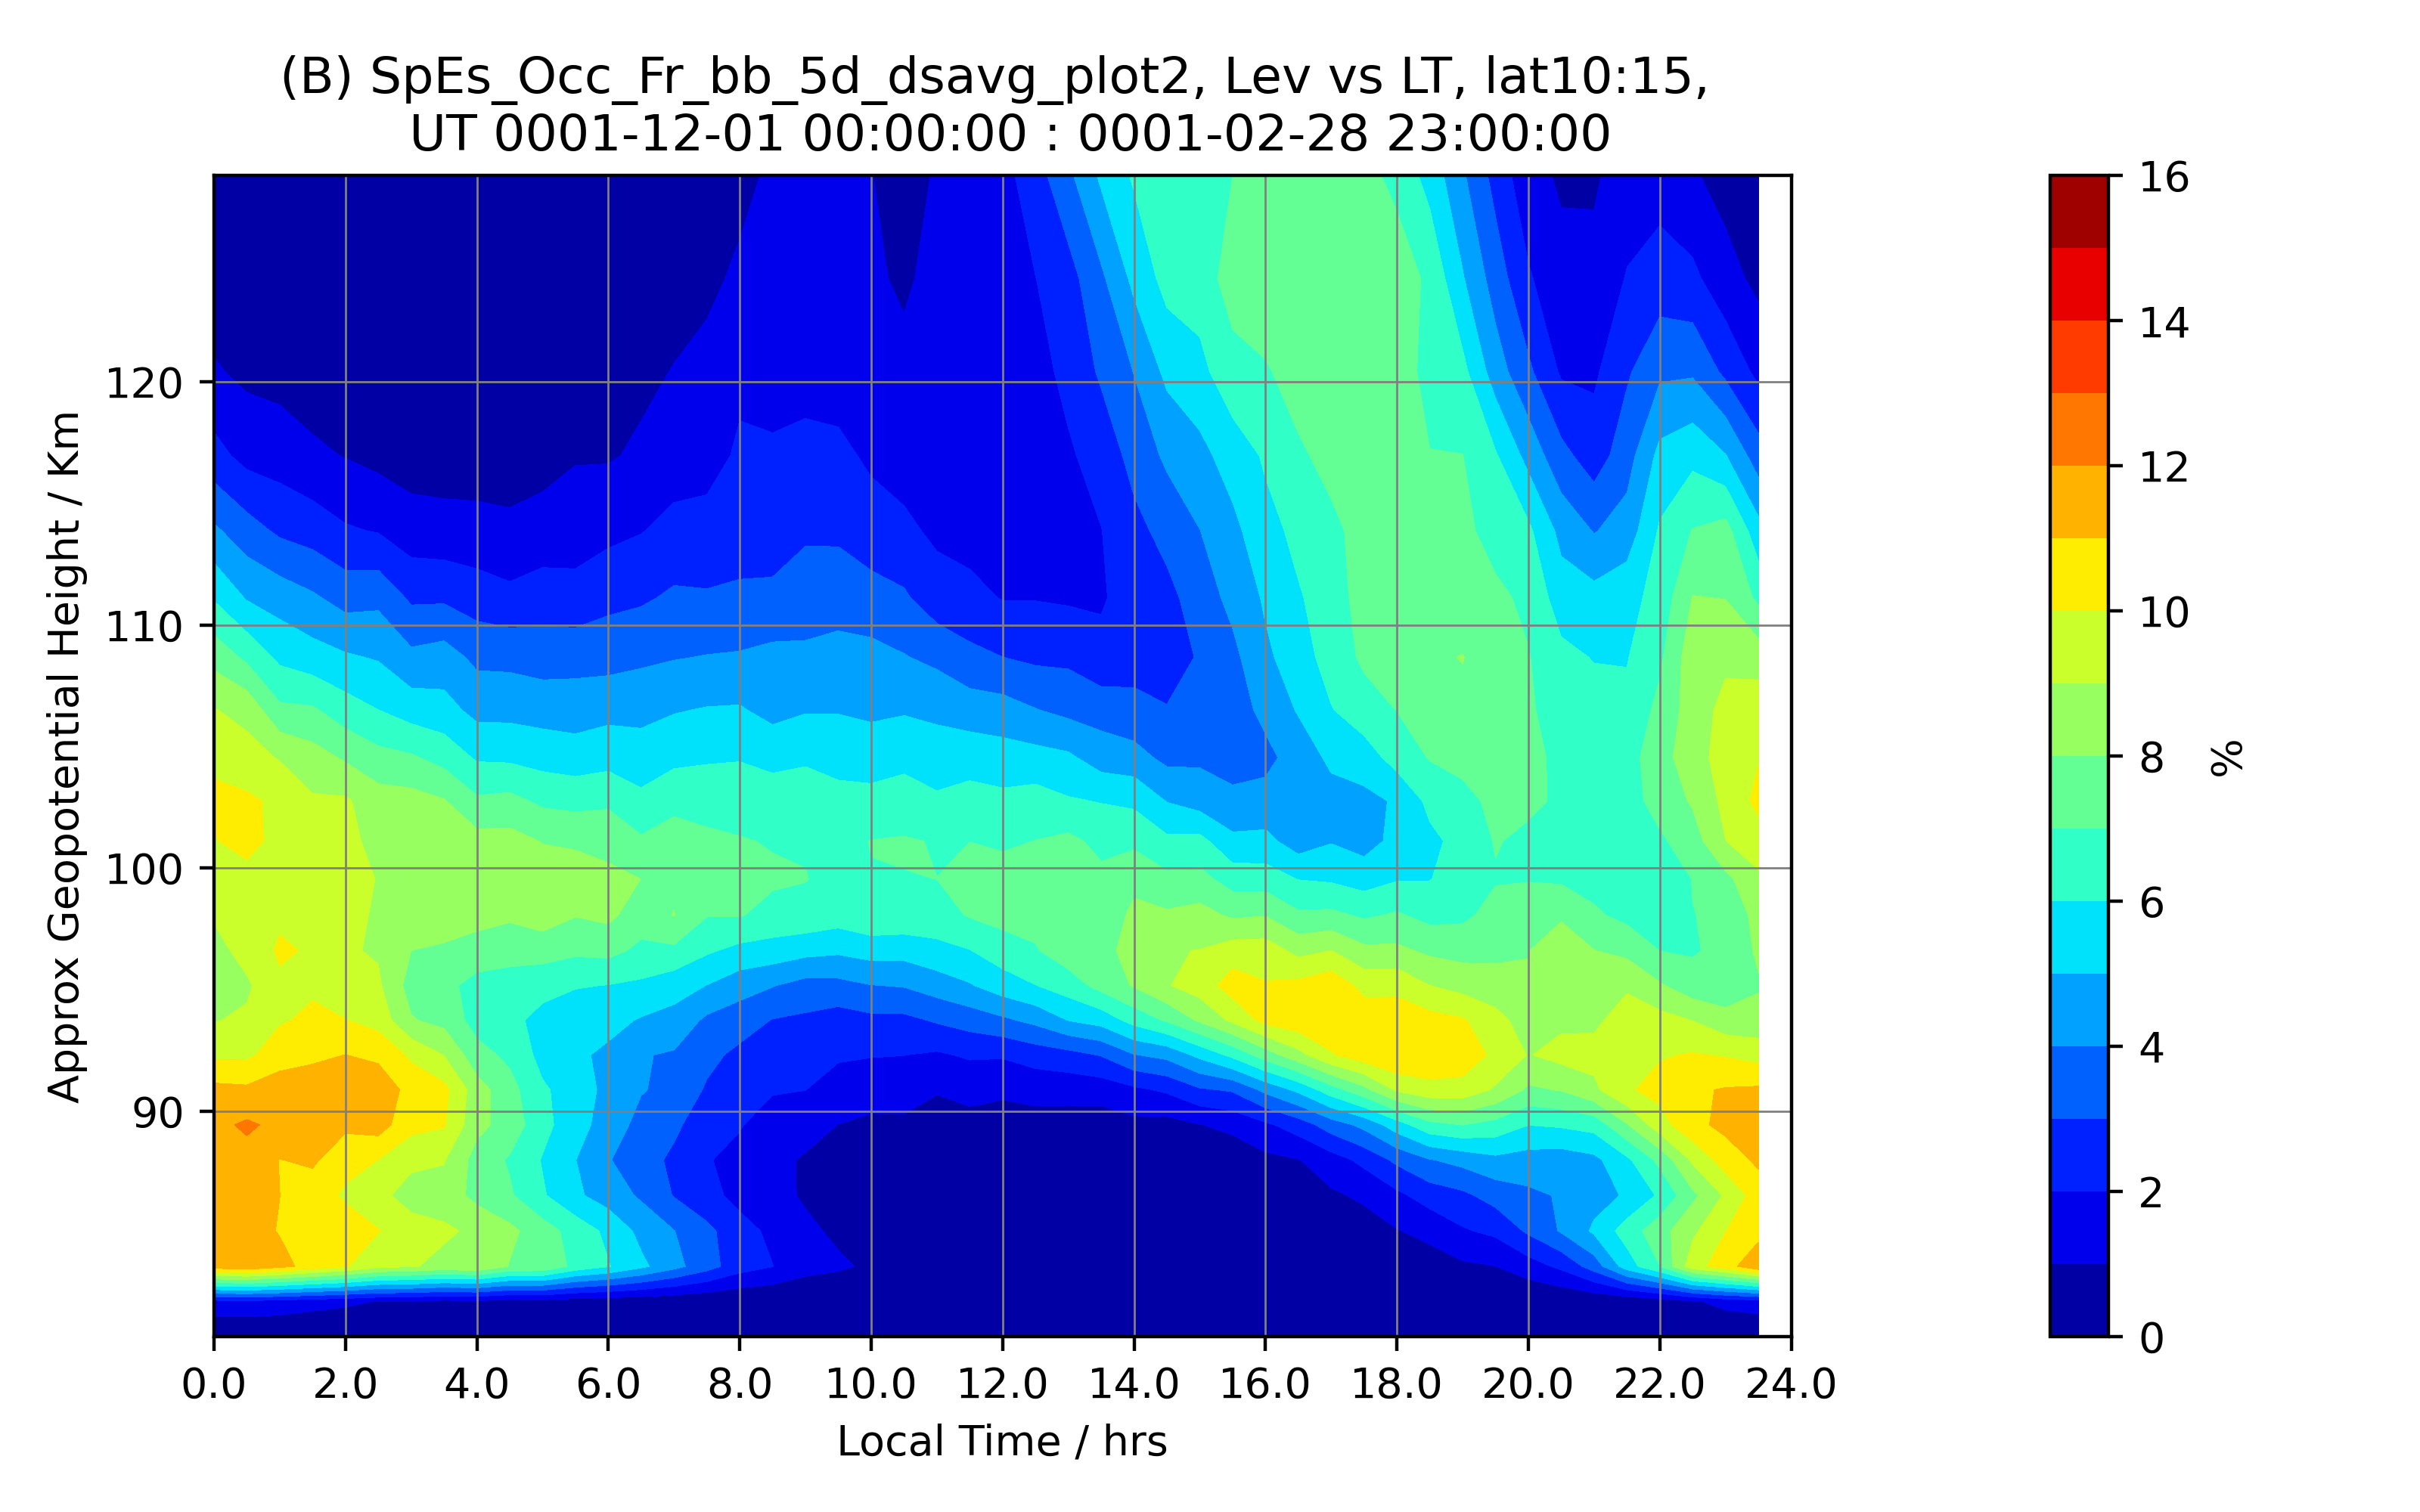 (B) SpEs_Occ_Fr_bb_5d_dsavg_plot2, Lev vs LT, lat10:15,
UT 0001-12-01 00:00:00 : 0001-02-28 23:00:00
Approx Geopotential Height / Km
120
110
100
90
0.0 2.0 4.0 6.0 8.0 10.0 12.0 14.0 16.0 18.0 20.0 22.0 24.0
Local Time / hrs
16
14
12
10
8
6
4
2
0
%